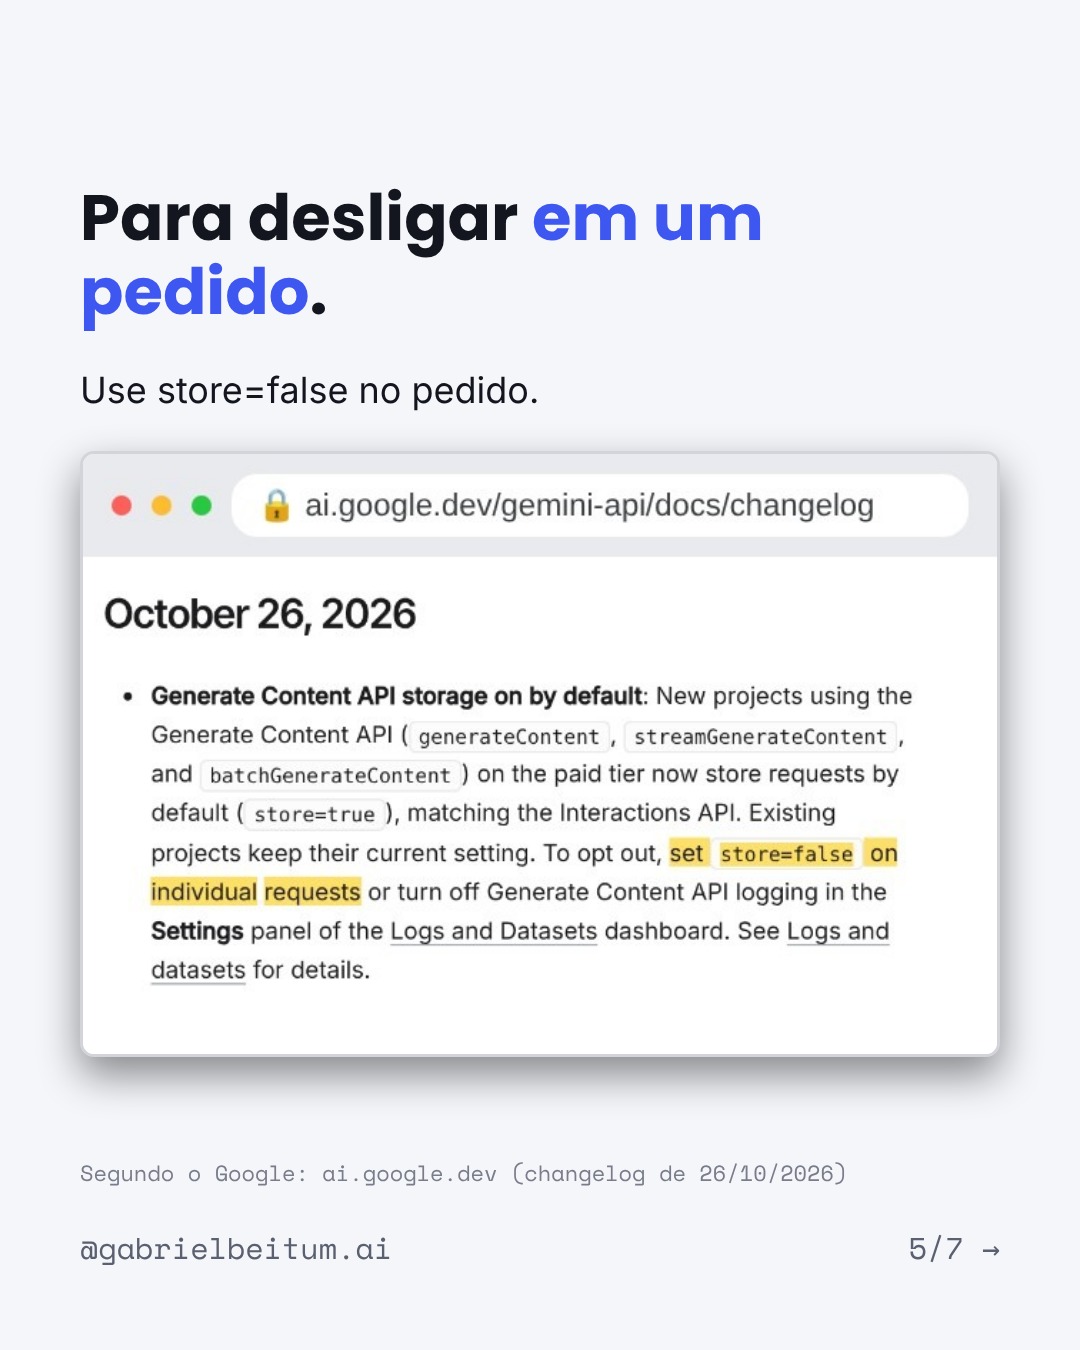 Para desligar em um
pedido.
Use store=false no pedido.
ai.google.dev/gemini-api/docs/changelog
October 26, 2026
• Generate Content API storage on by default: New projects using the
Generate Content API (generateContent, streamGenerateContent,
and batchGenerateContent) on the paid tier now store requests by
default (store=true), matching the Interactions API. Existing
projects keep their current setting. To opt out, set store=false on
individual requests or turn off Generate Content API logging in the
Settings panel of the Logs and Datasets dashboard. See Logs and
datasets for details.
Segundo o Google: ai.google.dev (changelog de 26/10/2026)
@gabrielbeitum.ai
5/7 →